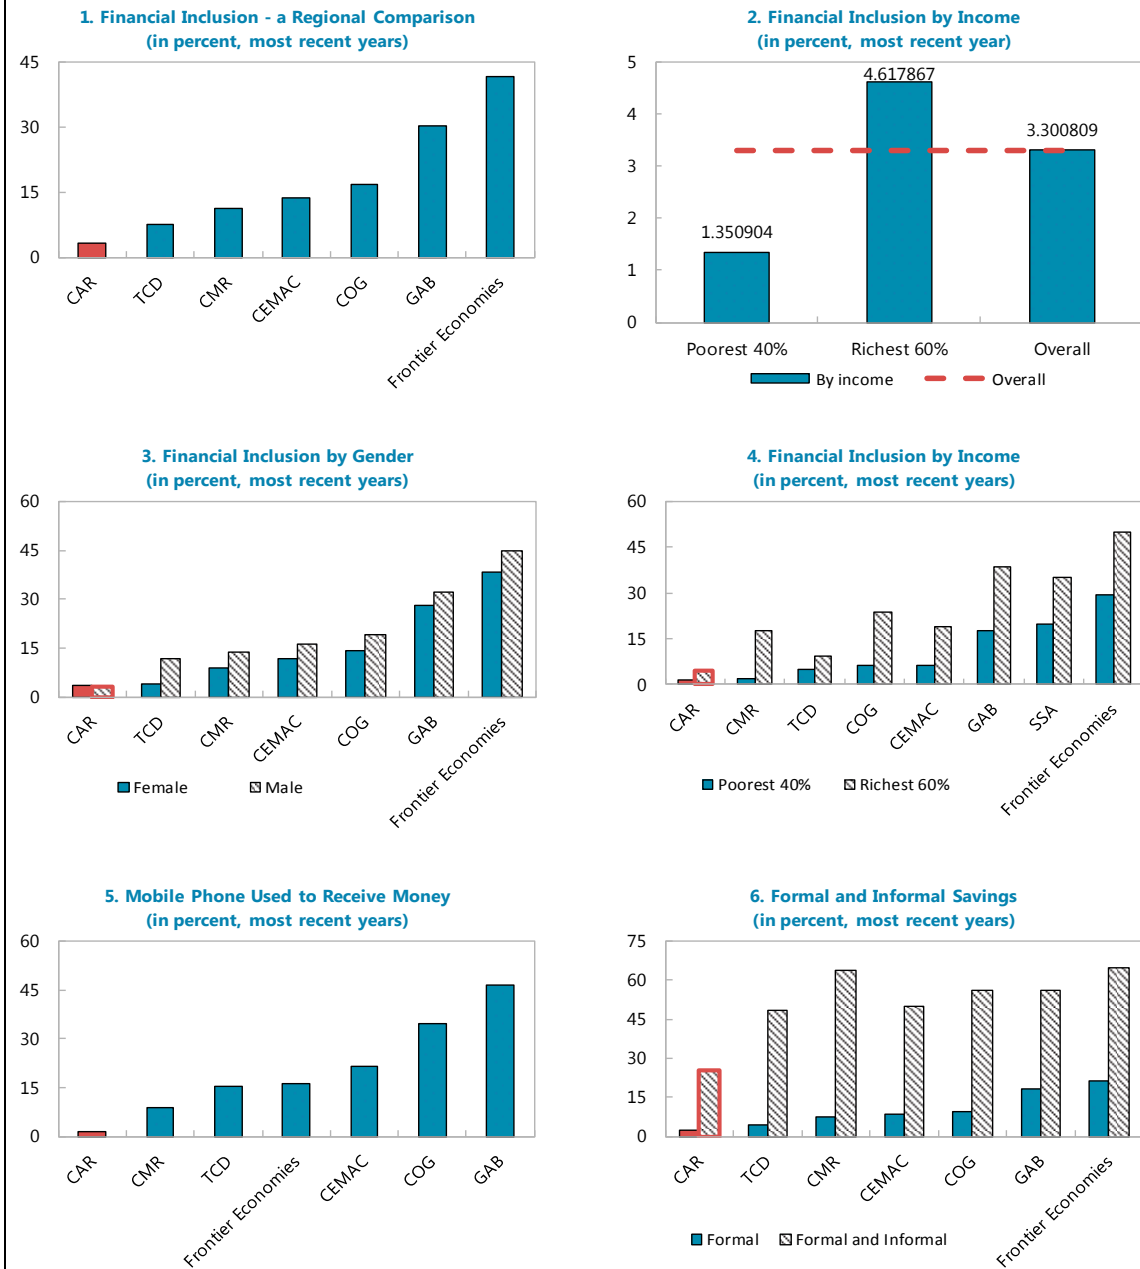 1. Financial Inclusion - a Regional Comparison
(in percent, most recent years)
45
30
15
0
CAR
TCD
CMR
CEMAC
COG
GAB
Frontier Economies
2. Financial Inclusion by Income
(in percent, most recent year)
5
4
3
2
1
0
1.350904
4.617867
3.300809
Poorest 40%
Richest 60%
Overall
By income
Overall
3. Financial Inclusion by Gender
(in percent, most recent years)
60
45
30
15
0
CAR
TCD
CMR
CEMAC
COG
GAB
Frontier Economies
Female
Male
4. Financial Inclusion by Income
(in percent, most recent years)
60
45
30
15
0
CAR
CMR
TCD
COG
CEMAC
GAB
SSA
Frontier Economies
Poorest 40%
Richest 60%
5. Mobile Phone Used to Receive Money
(in percent, most recent years)
60
45
30
15
0
CAR
CMR
TCD
Frontier Economies
CEMAC
COG
GAB
6. Formal and Informal Savings
(in percent, most recent years)
75
60
45
30
15
0
CAR
TCD
CMR
CEMAC
COG
GAB
Frontier Economies
Formal
Formal and Informal